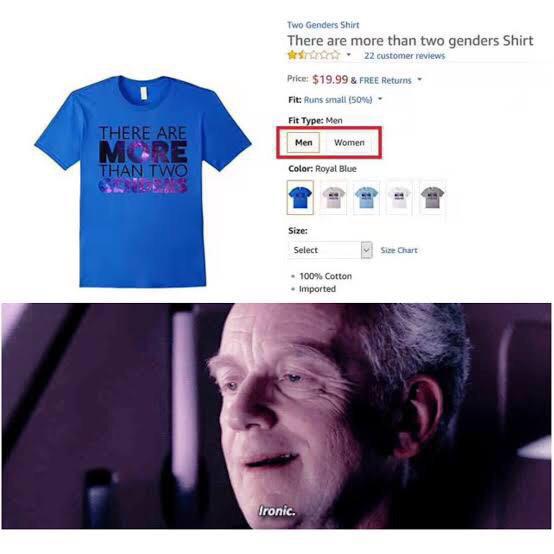 Two Genders Shirt
There are more than two genders Shirt
22 customer reviews
Price: $19.99 & FREE Returns
Fit: Runs small (50%)
Fit Type: Men
Men Women
Color: Royal Blue
Size:
Select Size Chart
• 100% Cotton
• Imported
THERE ARE
MORE
THAN TWO
GENDERS
Ironic.